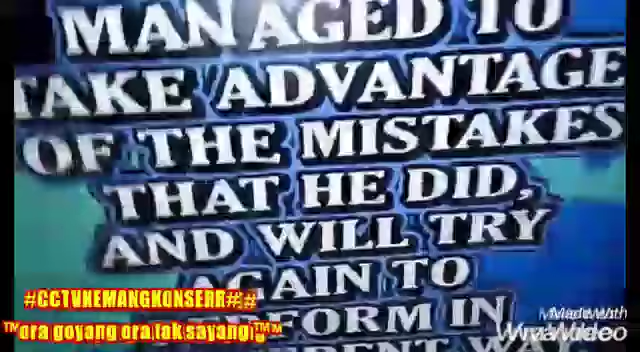 MANAGED TO
TAKE ADVANTAGE
OF THE MISTAKES
THAT HE DID,
AND WILL TRY
AGAIN TO
FORM IN
#CCTVKEMANGKONSERR#
ora goyang ora tak sayang
Made With
VivaVideo